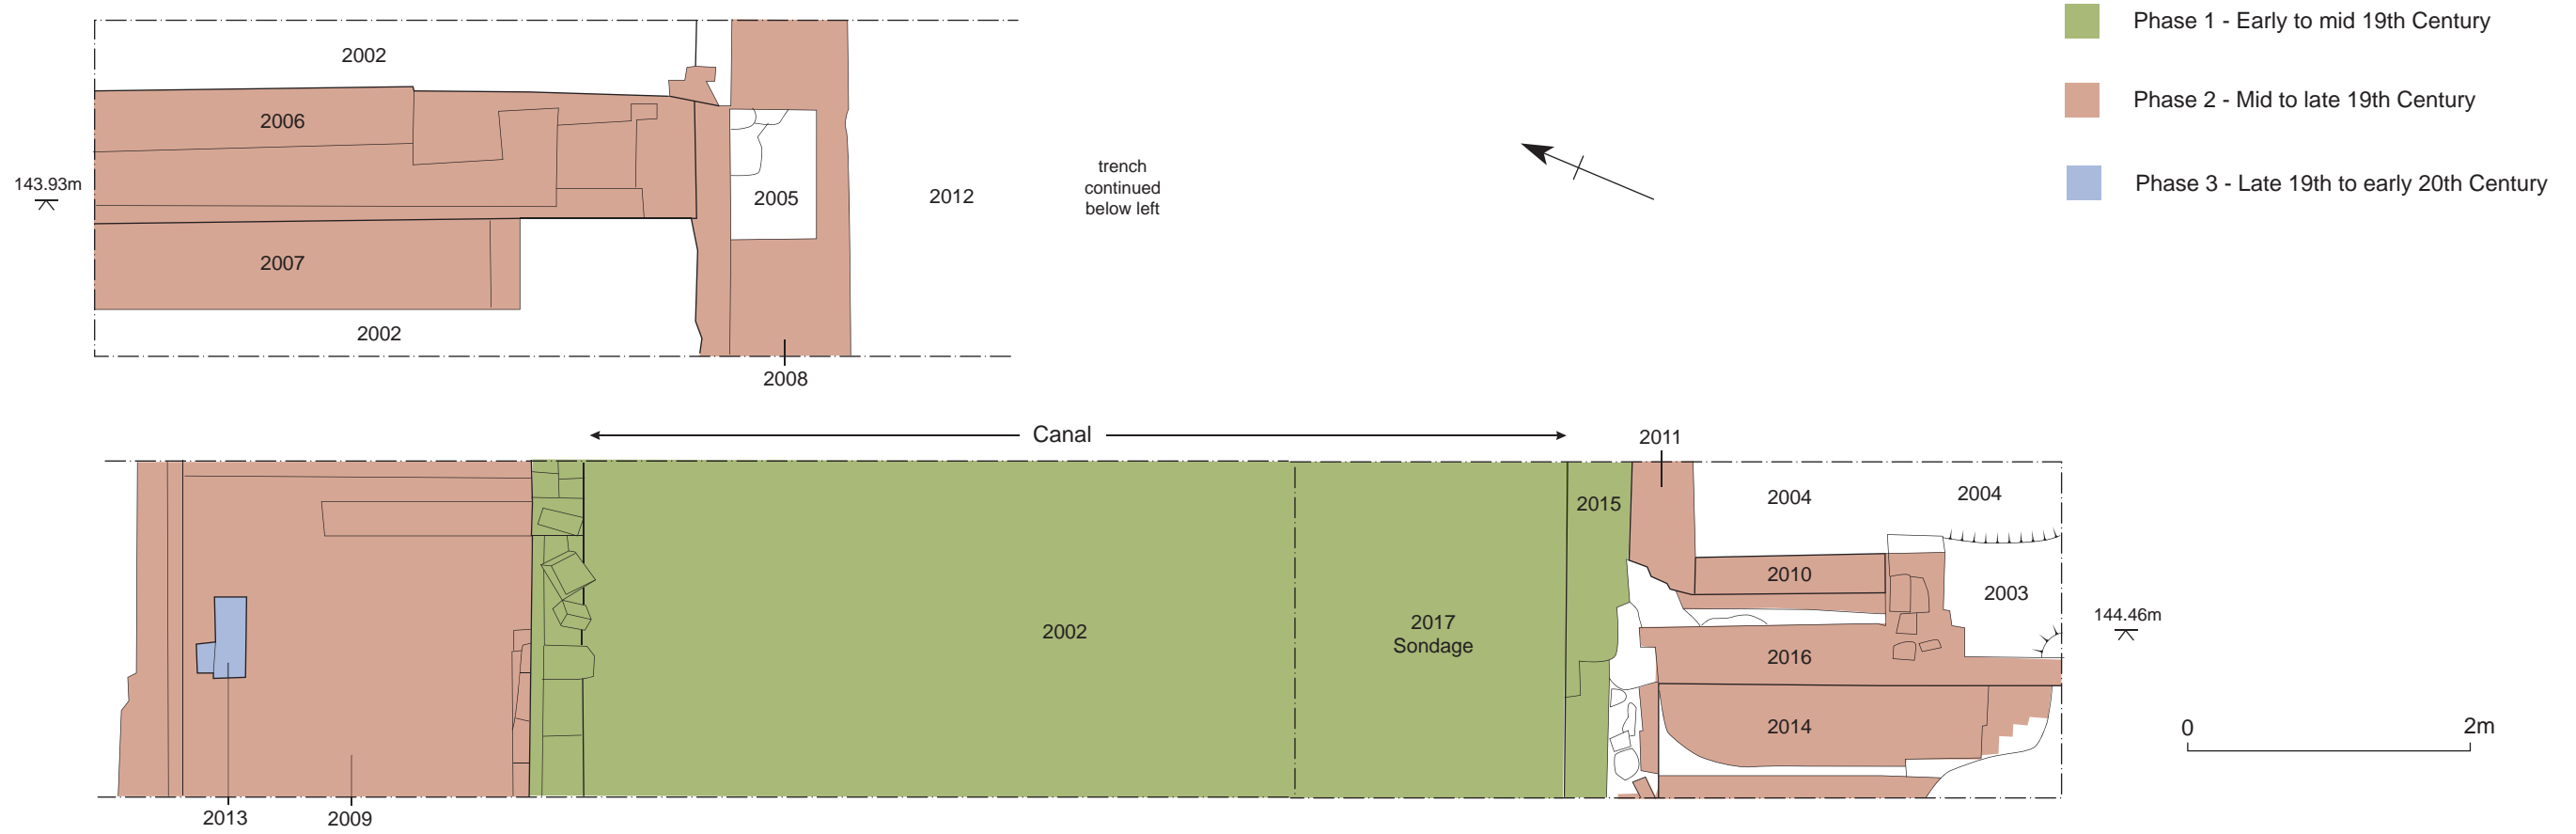 Phase 1 - Early to mid 19th Century
2002
Phase 2 - Mid to late 19th Century
2006
trench
continued
below left
143.93m
Phase 3 - Late 19th to early 20th Century
2005
2012
2007
2002
2008
Canal
2011
2015
2004
2004
2010
2003
144.46m
2002
2017
Sondage
2016
2014
0
2m
2013
2009